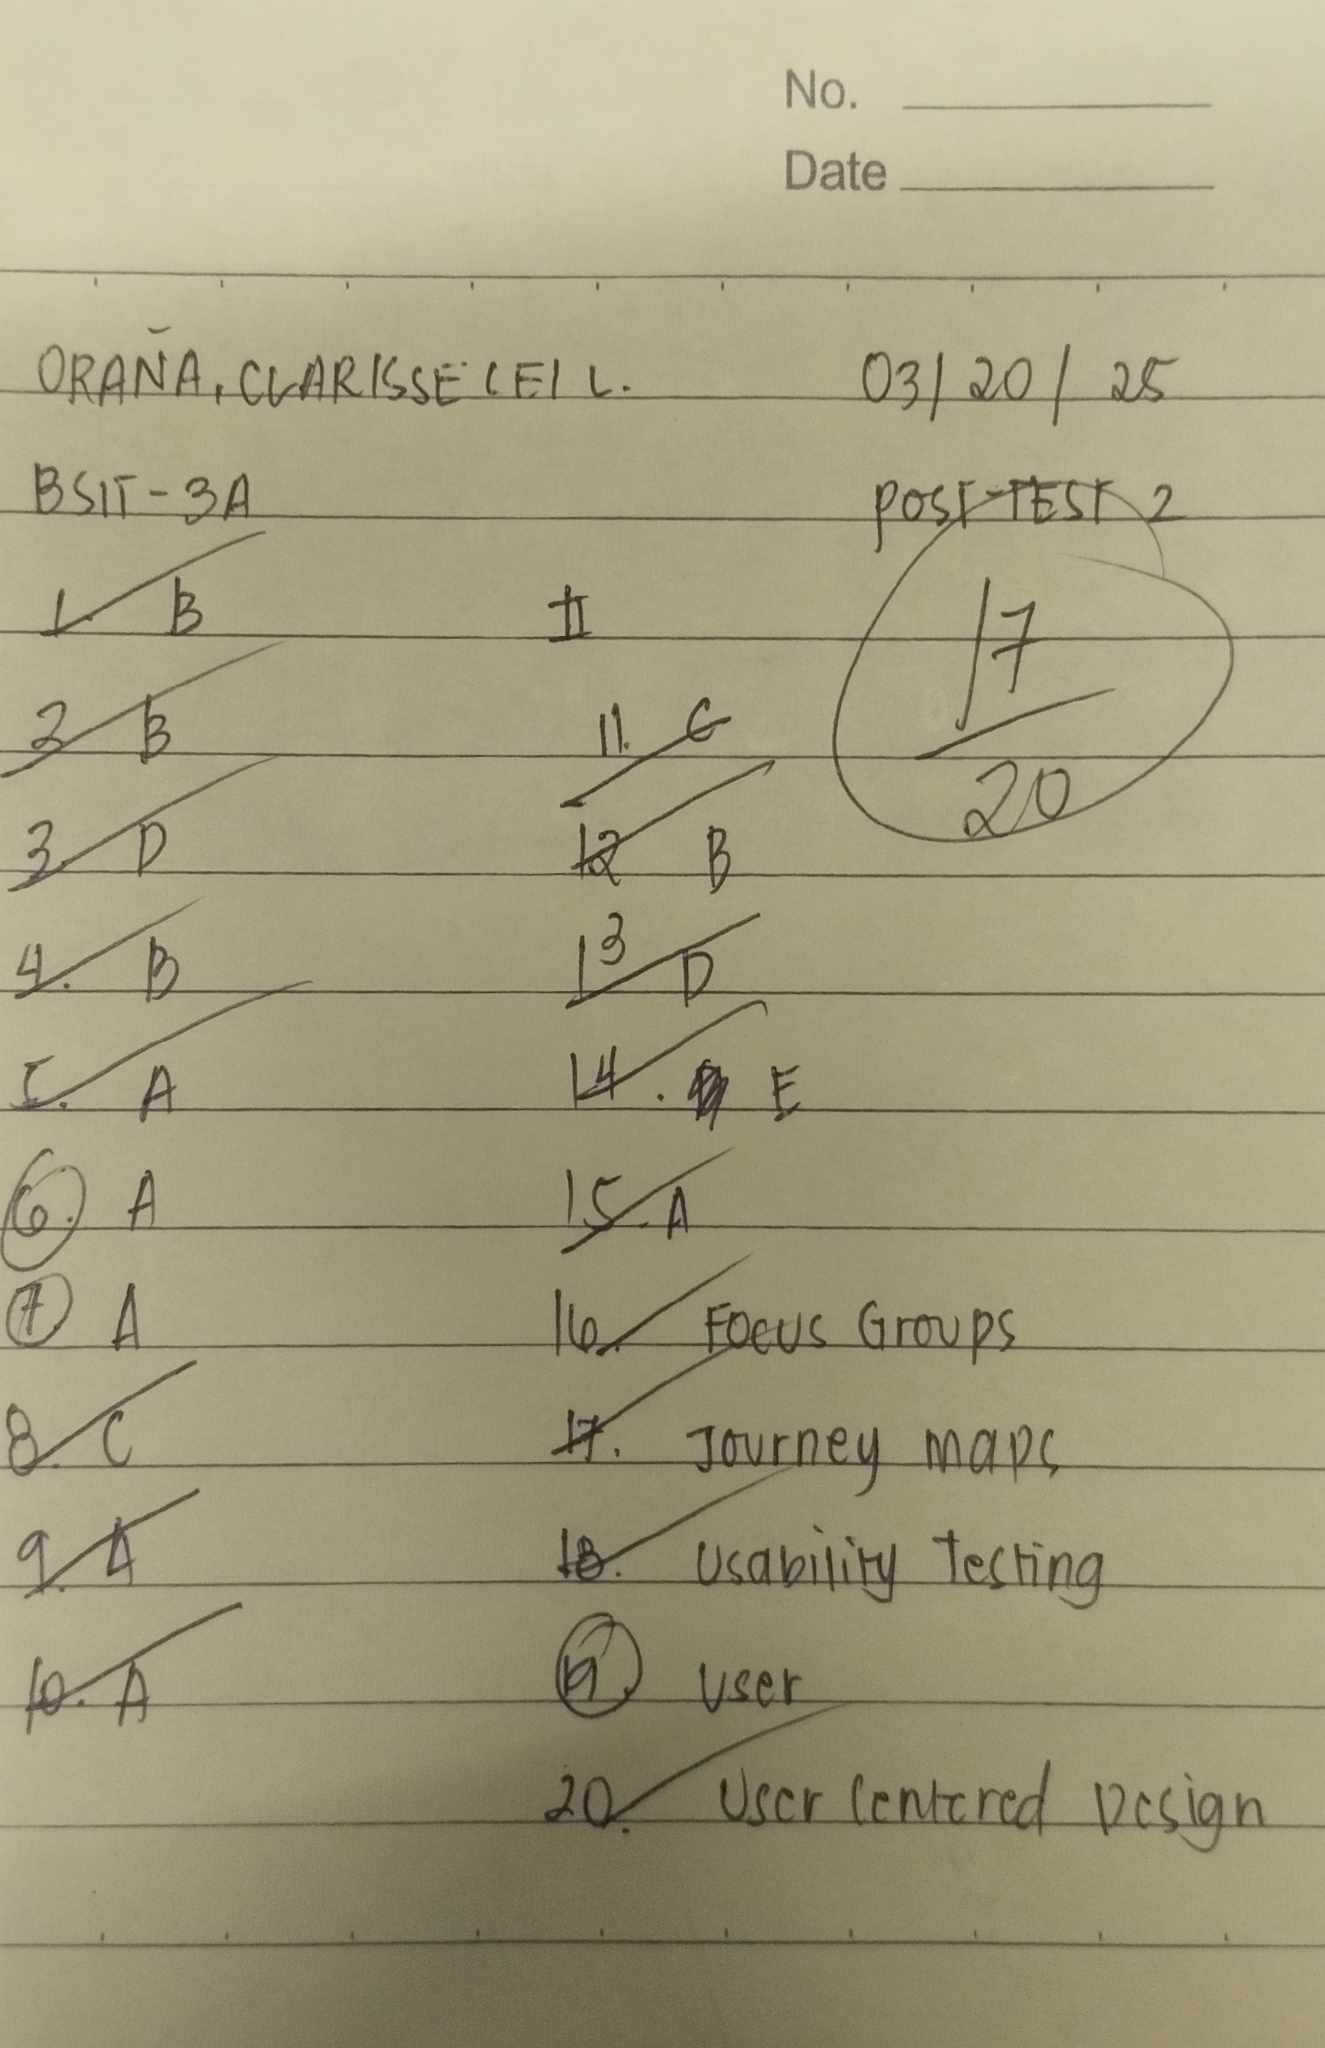 No.
Date
ORAÑA, CLARISSE CEI L. 03/20/25
BSIT-3A POST-TEST 2
17
20
1. B
2 B
3. D
4. B
5. A
6. A
7 A
8. C
9. A
10. A
II
11. C
12 B
13 D
14. E
15. A
16. Focus Groups
17. Journey maps
18. Usability Testing
19. User
20. User Centered Design